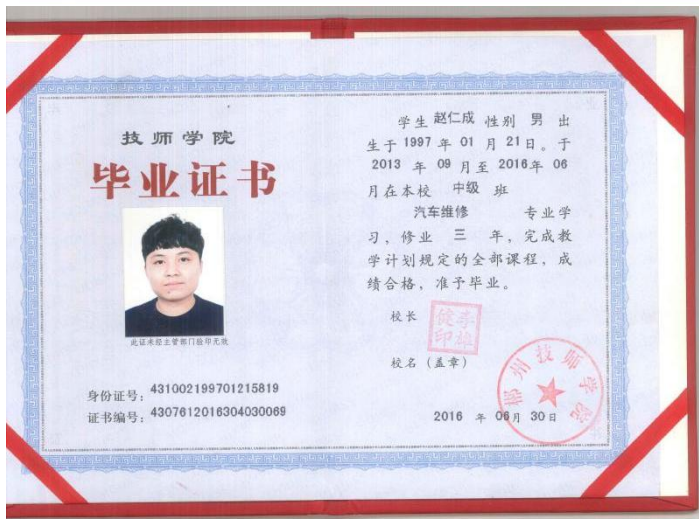 技师学院
毕业证书
此证未经主管部门验印无效
身份证号：431002199701215819
证书编号：4307612016304030069
学生 赵仁成 性别 男 出
生于 1997 年 01 月 21 日。于
2013 年 09 月至 2016 年 06
月在本校 中级 班
汽车维修 专业学
习，修业 三 年，完成教
学计划规定的全部课程，成
绩合格，准予毕业。
校长
李雄健印
校名（盖章）
郴州技师学院
2016 年 06 月 30 日